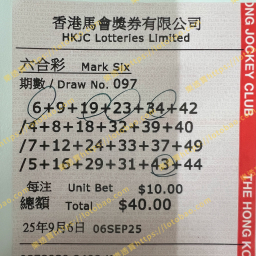 香港馬會獎券有限公司
HKJC Lotteries Limited
六合彩 Mark Six
期數 / Draw No. 097
6+9+19+23+34+42
/4+8+18+32+39+40
/7+12+24+33+37+49
/5+16+29+31+43+44
每注 Unit Bet $10.00
總額 Total $40.00
25年9月6日 06SEP25
NG JOCKEY CLUB
THE HONG KO